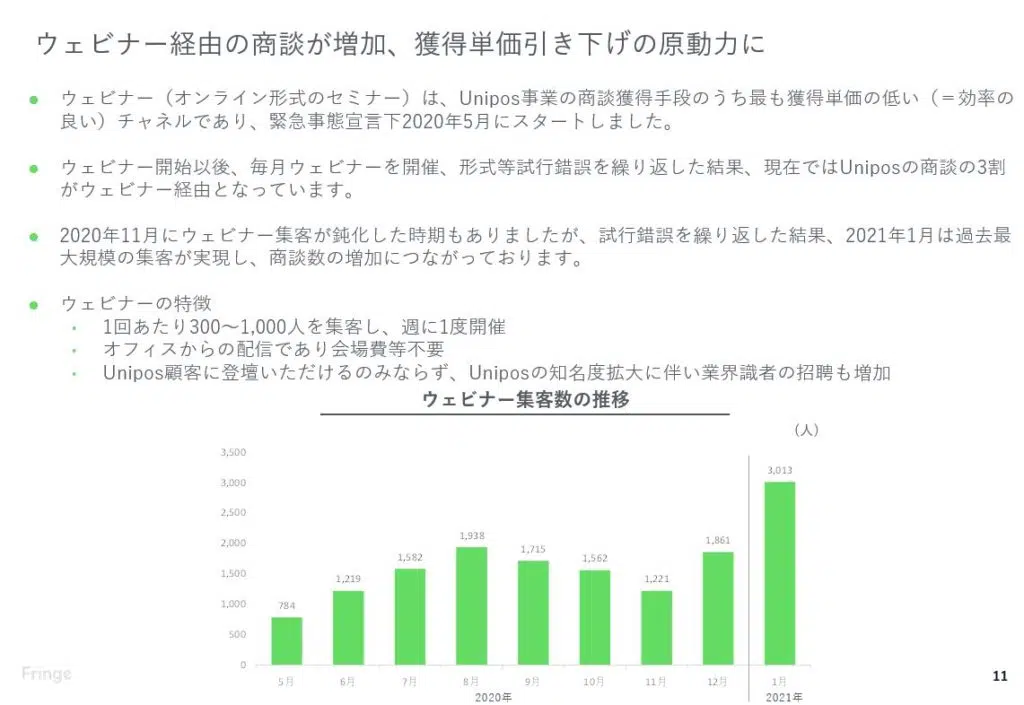 ウェビナー経由の商談が増加、獲得単価引き下げの原動力に
ウェビナー（オンライン形式のセミナー）は、Unipos事業の商談獲得手段のうち最も獲得単価の低い（＝効率の
良い）チャネルであり、緊急事態宣言下2020年5月にスタートしました。
ウェビナー開始以後、毎月ウェビナーを開催、形式等試行錯誤を繰り返した結果、現在ではUniposの商談の3割
がウェビナー経由となっています。
2020年11月にウェビナー集客が鈍化した時期もありましたが、試行錯誤を繰り返した結果、2021年1月は過去最
大規模の集客が実現し、商談数の増加につながっております。
ウェビナーの特徴
1回あたり300～1,000人を集客し、週に1度開催
オフィスからの配信であり会場費等不要
Unipos顧客に登壇いただけるのみならず、Uniposの知名度拡大に伴い業界識者の招聘も増加
ウェビナー集客数の推移
（人）
3,500
3,000
2,500
2,000
1,500
1,000
500
0
784
1,219
1,582
1,938
1,715
1,562
1,221
1,861
3,013
5月 6月 7月 8月 9月 10月 11月 12月 1月
2020年 2021年
Fringe
11